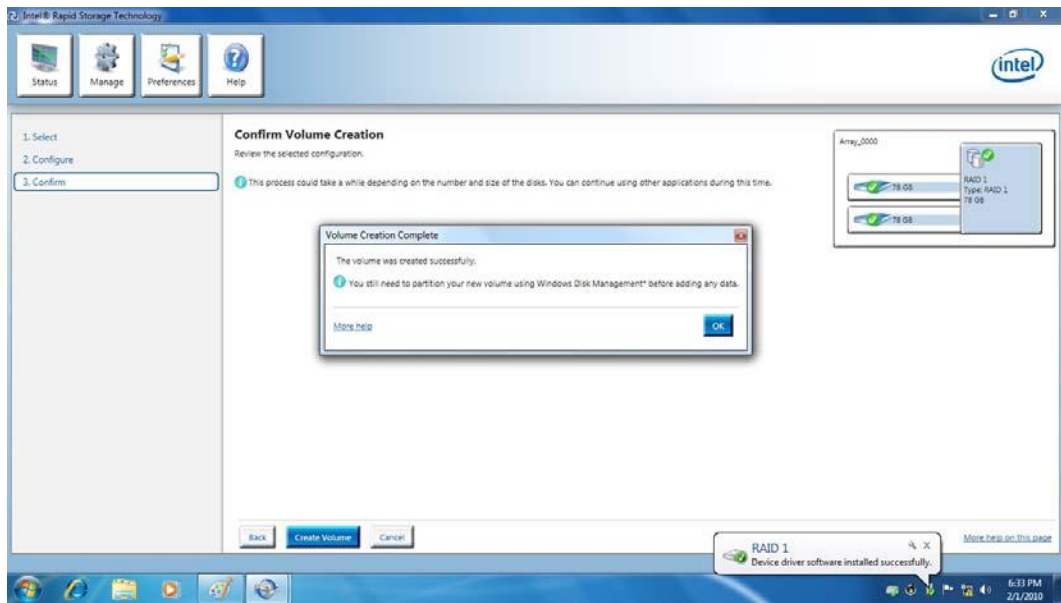 Intel® Rapid Storage Technology
Status
Manage
Preferences
Help
intel
1. Select
2. Configure
3. Confirm
Confirm Volume Creation
Review the selected configuration.
This process could take a while depending on the number and size of the disks. You can continue using other applications during this time.
Array_0000
78 GB
78 GB
RAID 1
Type: RAID 1
78 GB
Volume Creation Complete
The volume was created successfully.
You still need to partition your new volume using Windows Disk Management* before adding any data.
More help
OK
Back
Create Volume
Cancel
More help on this page
RAID 1
Device driver software installed successfully.
6:33 PM
2/1/2010